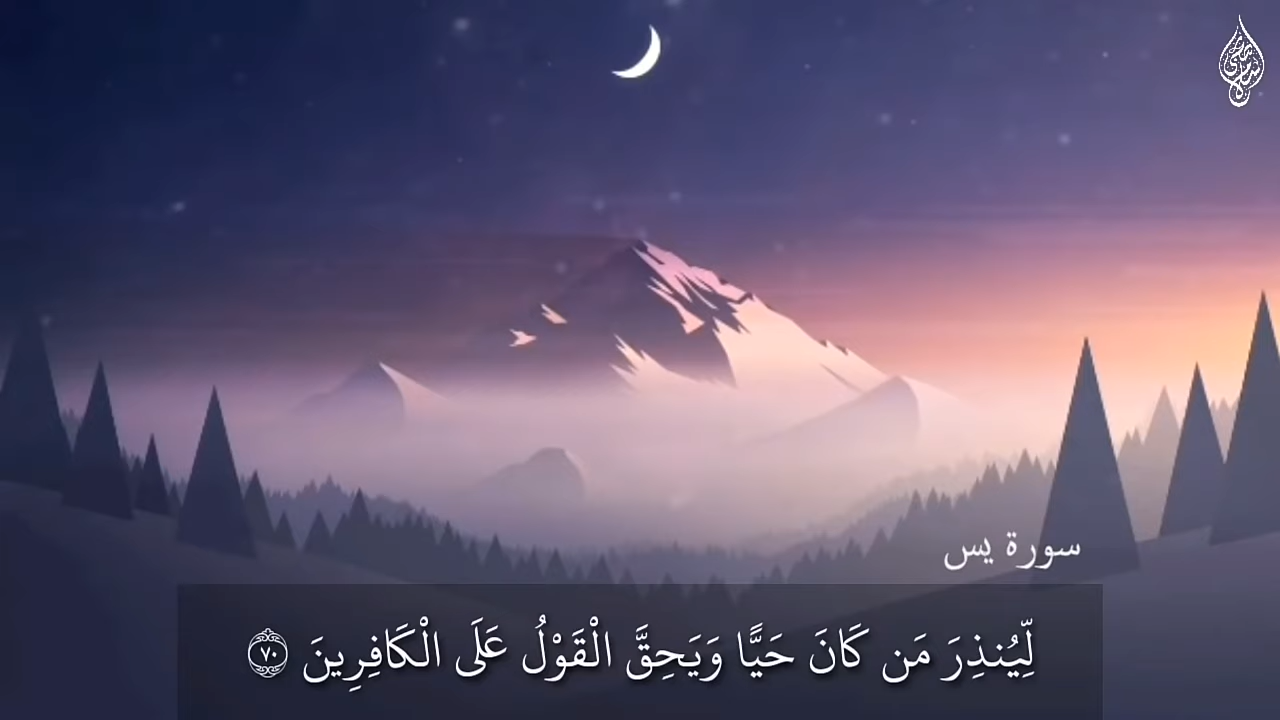 سورة يس
لِّيُنذِرَ مَن كَانَ حَيًّا وَيَحِقَّ الْقَوْلُ عَلَى الْكَافِرِينَ ٧٠